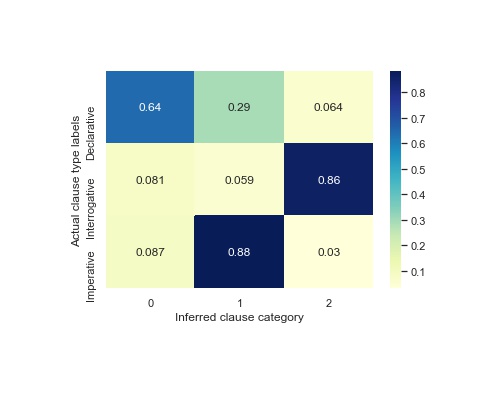 Actual clause type labels
Declarative
0.64 0.29 0.064
Interrogative
0.081 0.059 0.86
Imperative
0.087 0.88 0.03
0 1 2
Inferred clause category
0.8
0.7
0.6
0.5
0.4
0.3
0.2
0.1